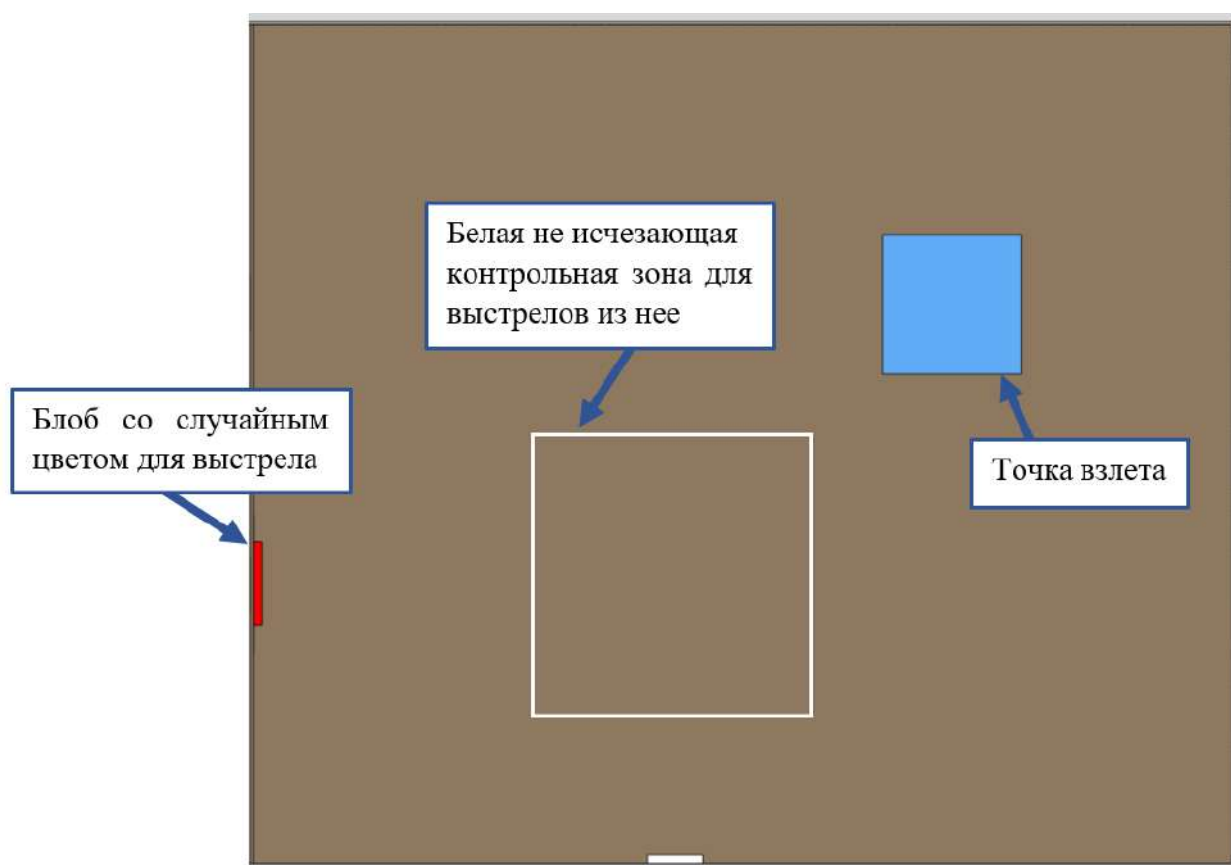 Белая не исчезающая
контрольная зона для
выстрелов из нее
Блоб со случайным
цветом для выстрела
Точка взлета